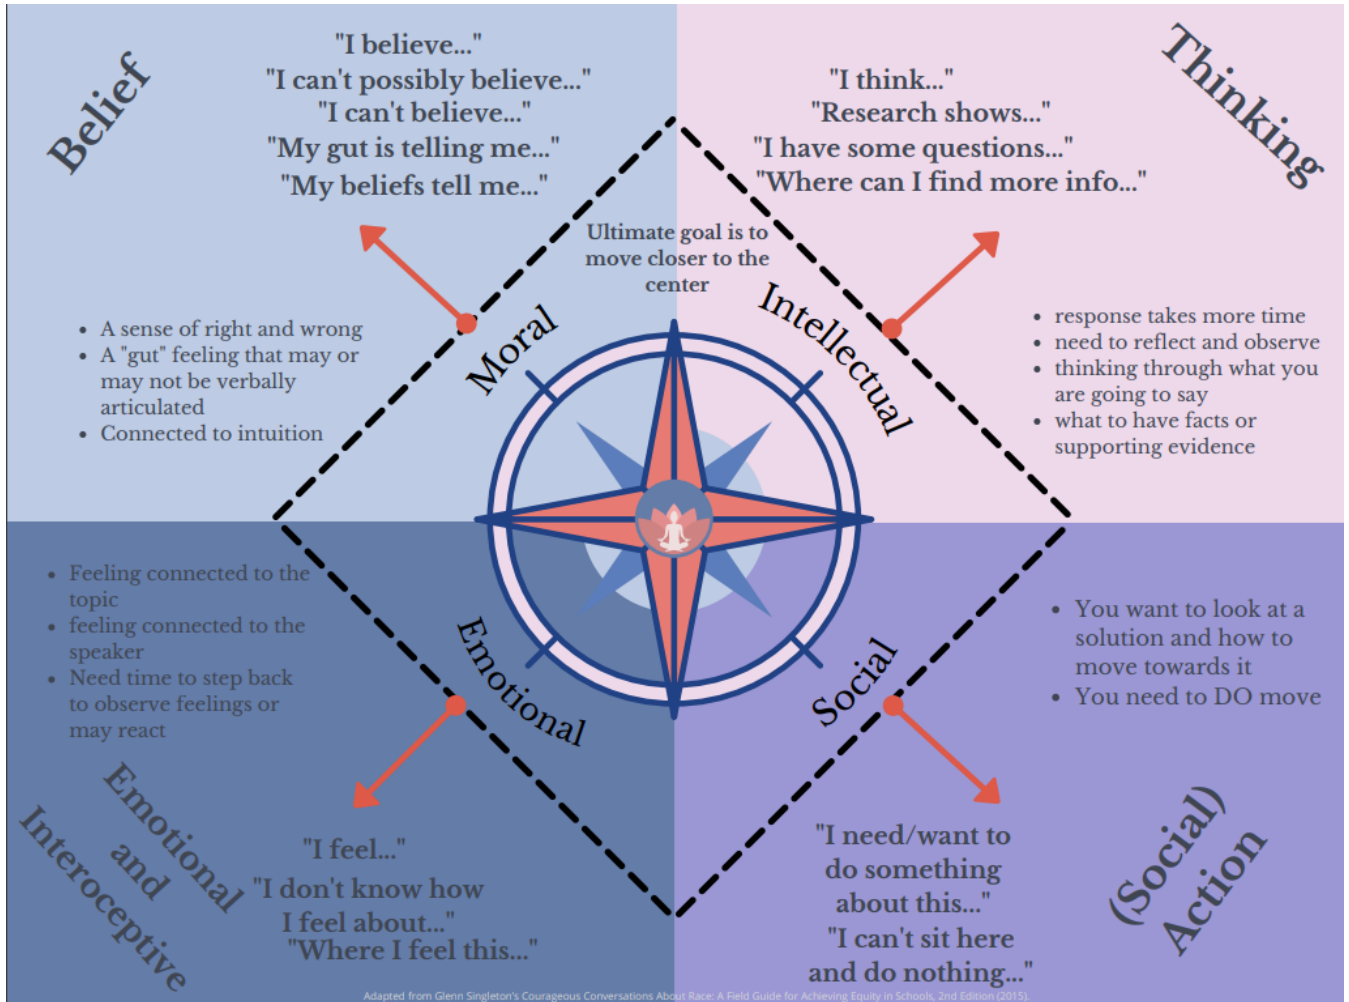 Belief
"I believe..."
"I can't possibly believe..."
"I can't believe..."
"My gut is telling me..."
"My beliefs tell me..."
Thinking
"I think..."
"Research shows..."
"I have some questions..."
"Where can I find more info..."
Ultimate goal is to
move closer to the
center
Moral
Intellectual
• A sense of right and wrong
• A "gut" feeling that may or
may not be verbally
articulated
• Connected to intuition
• response takes more time
• need to reflect and observe
• thinking through what you
are going to say
• what to have facts or
supporting evidence
• Feeling connected to the
topic
• feeling connected to the
speaker
• Need time to step back
to observe feelings or
may react
Emotional
Social
• You want to look at a
solution and how to
move towards it
• You need to DO move
Emotional
and
Interoceptive
"I feel..."
"I don't know how
I feel about..."
"Where I feel this..."
"I need/want to
do something
about this..."
"I can't sit here
and do nothing..."
(Social)
Action
Adapted from Glenn Singleton's Courageous Conversations About Race: A Field Guide for Achieving Equity in Schools, 2nd Edition (2015).